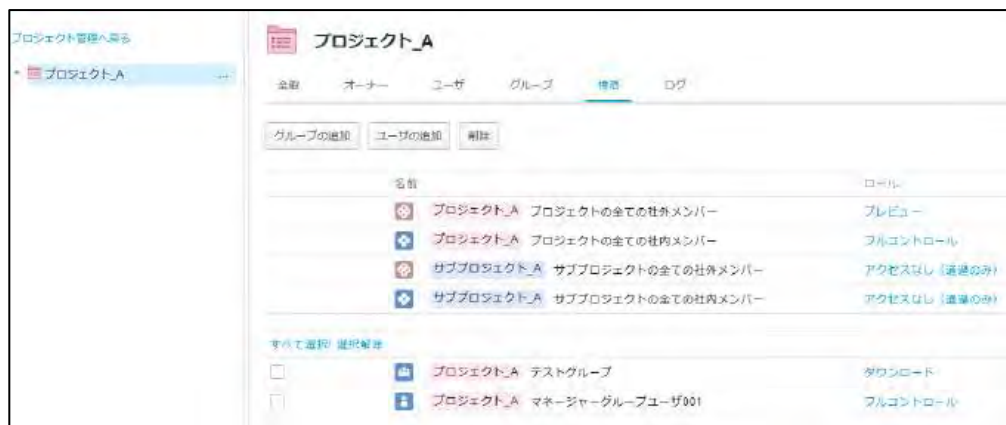 プロジェクト管理へ戻る
プロジェクト_A ...
プロジェクト_A
全般 オーナー ユーザ グループ 権限 ログ
グループの追加 ユーザの追加 削除
名前 ロール
プロジェクト_A プロジェクトの全ての社外メンバー プレビュー
プロジェクト_A プロジェクトの全ての社内メンバー フルコントロール
サブプロジェクト_A サブプロジェクトの全ての社外メンバー アクセスなし（通過のみ）
サブプロジェクト_A サブプロジェクトの全ての社内メンバー アクセスなし（通過のみ）
すべて選択/ 選択解除
プロジェクト_A テストグループ ダウンロード
プロジェクト_A マネージャーグループユーザ001 フルコントロール